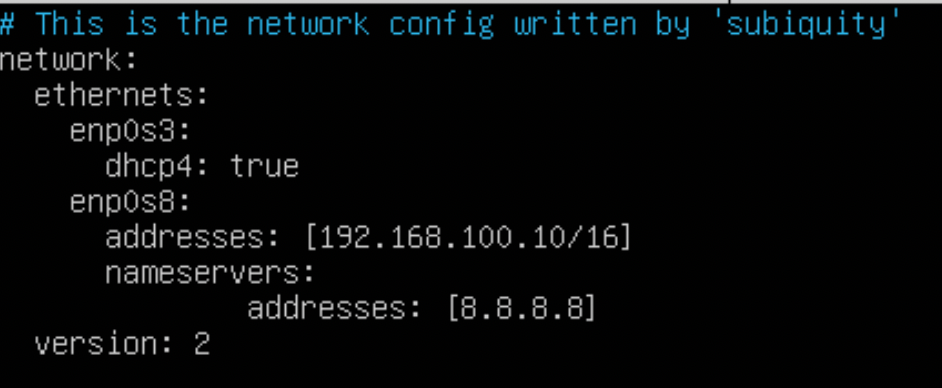 # This is the network config written by 'subiquity'
network:
  ethernets:
    enp0s3:
      dhcp4: true
    enp0s8:
      addresses: [192.168.100.10/16]
      nameservers:
              addresses: [8.8.8.8]
  version: 2